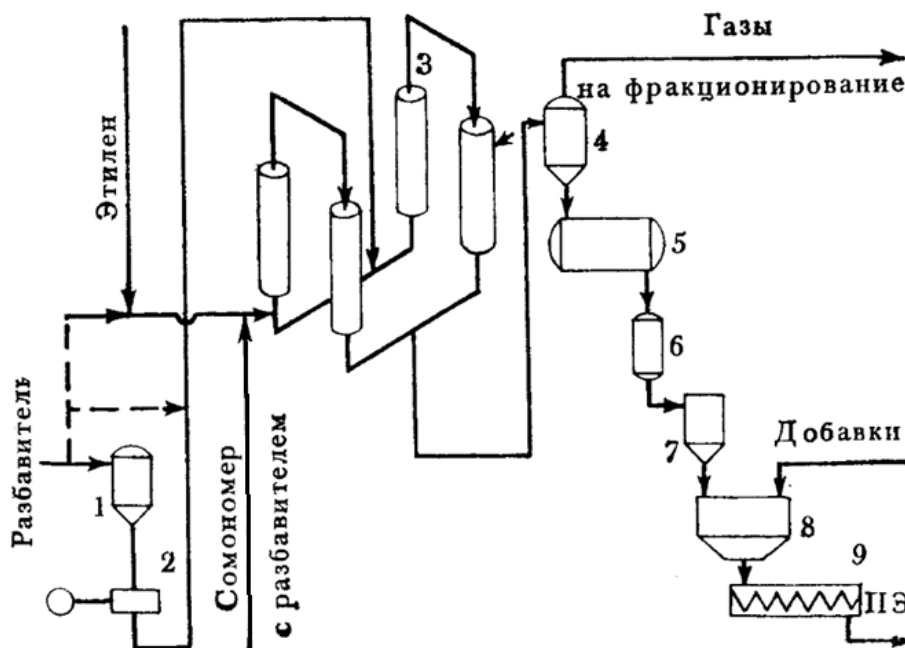 Газы
на фракционирование
3
4
Этилен
5
6
Разбавитель
Добавки
7
1
Сомономер
с разбавителем
8
2
9
ПЭ